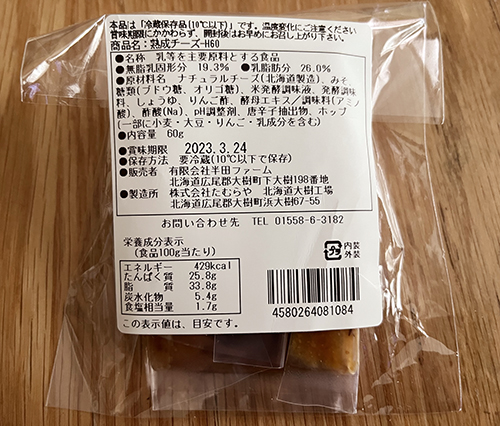 本品は「冷蔵保存品(10℃以下)」です。温度変化にご注意ください
賞味期限にかかわらず、開封後はお早めにお召し上がり下さい。
商品名：熟成チーズ-H60
●名称 乳等を主要原料とする食品
●無脂乳固形分 19.3% ●乳脂肪分 26.0%
●原材料名 ナチュラルチーズ(北海道製造)、みそ、
糖類(ブドウ糖、オリゴ糖)、米発酵調味液、発酵調味
料、しょうゆ、りんご酢、酵母エキス/調味料(アミノ
酸)、酢酸(Na)、pH調整剤、唐辛子抽出物、ホップ
(一部に小麦・大豆・りんご・乳成分を含む)
●内容量 60g
●賞味期限 2023.3.24
●保存方法 要冷蔵(10℃以下で保存)
●販売者 有限会社半田ファーム
北海道広尾郡大樹町下大樹198番地
●製造所 株式会社たむらや 北海道大樹工場
北海道広尾郡大樹町浜大樹67-55
お問い合わせ先 TEL 01558-6-3182
栄養成分表示
(食品100g当たり)
エネルギー 429kcal
たんぱく質 25.8g
脂質 33.8g
炭水化物 5.4g
食塩相当量 1.7g
この表示値は、目安です。
プラ
内装
外装
4580264081084